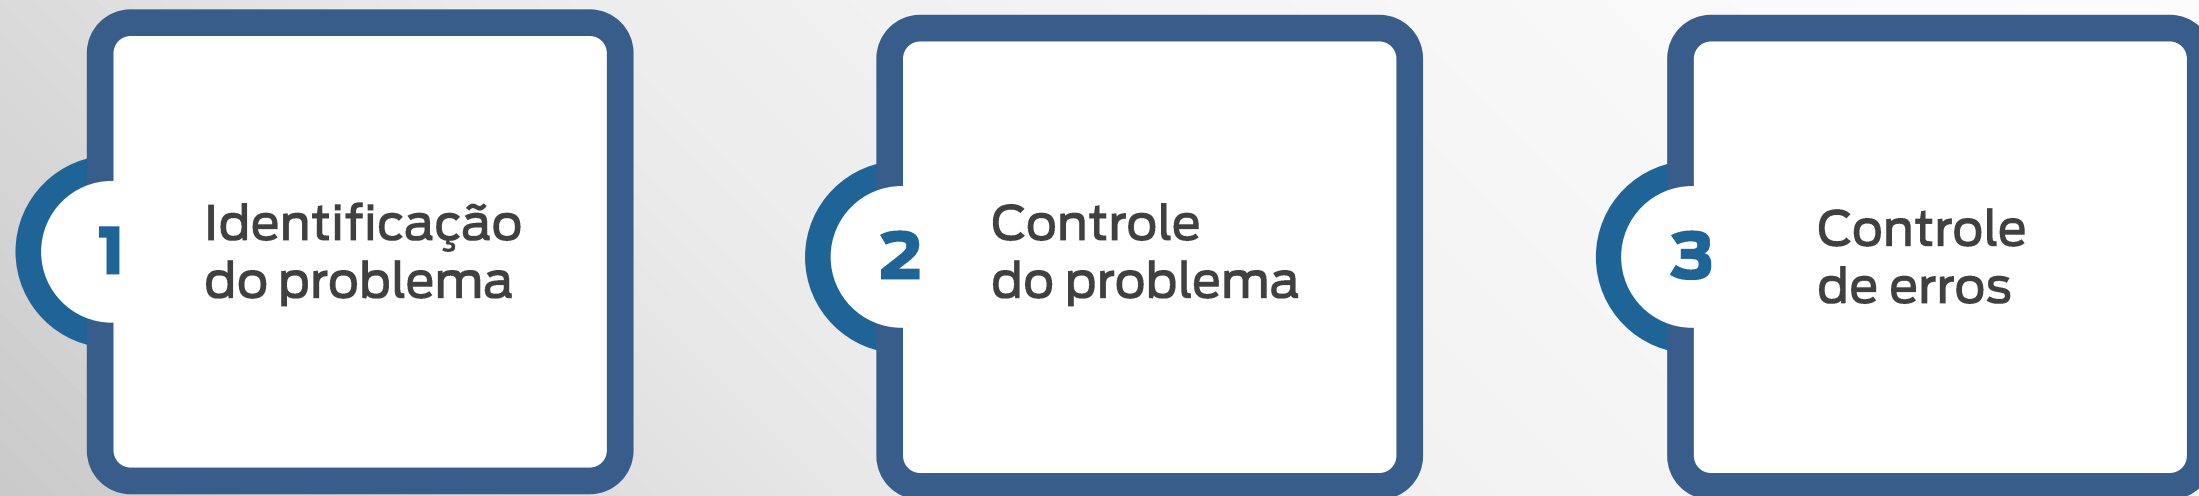 1
Identificação
do problema
2
Controle
do problema
3
Controle
de erros